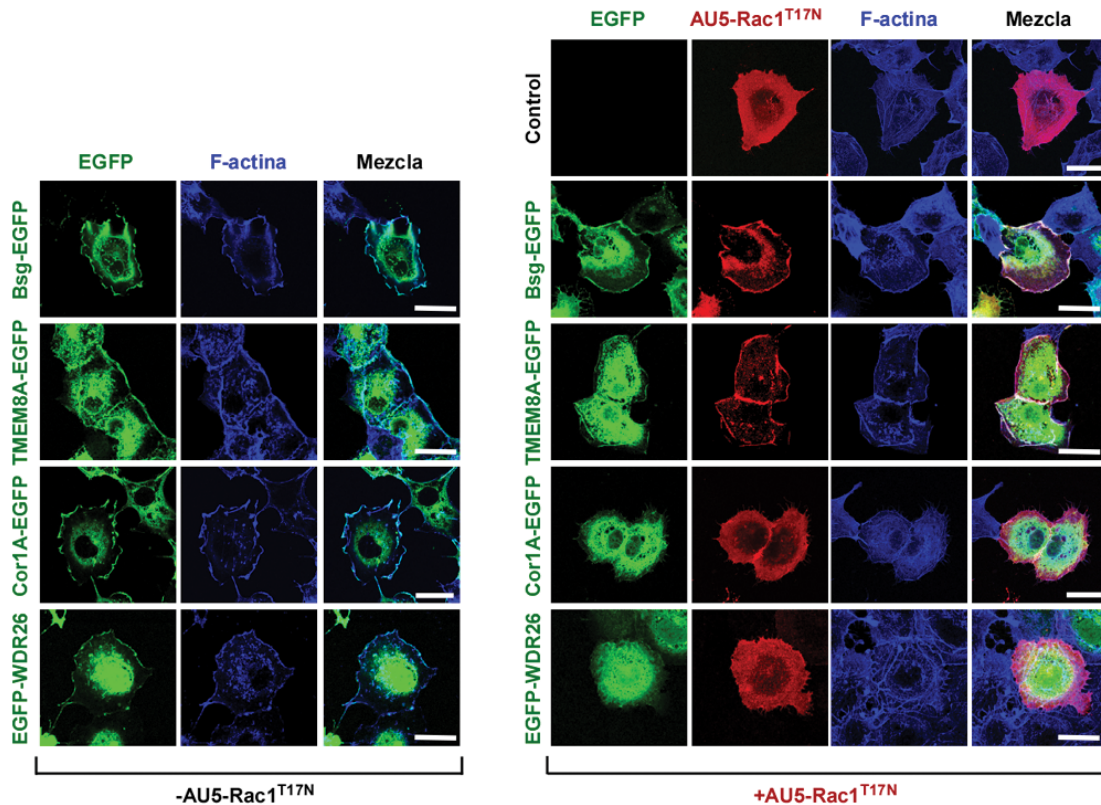 EGFP
F-actina
Mezcla
Bsg-EGFP
TMEM8A-EGFP
Cor1A-EGFP
EGFP-WDR26
-AU5-Rac1T17N
EGFP
AU5-Rac1T17N
F-actina
Mezcla
Control
Bsg-EGFP
TMEM8A-EGFP
Cor1A-EGFP
EGFP-WDR26
+AU5-Rac1T17N